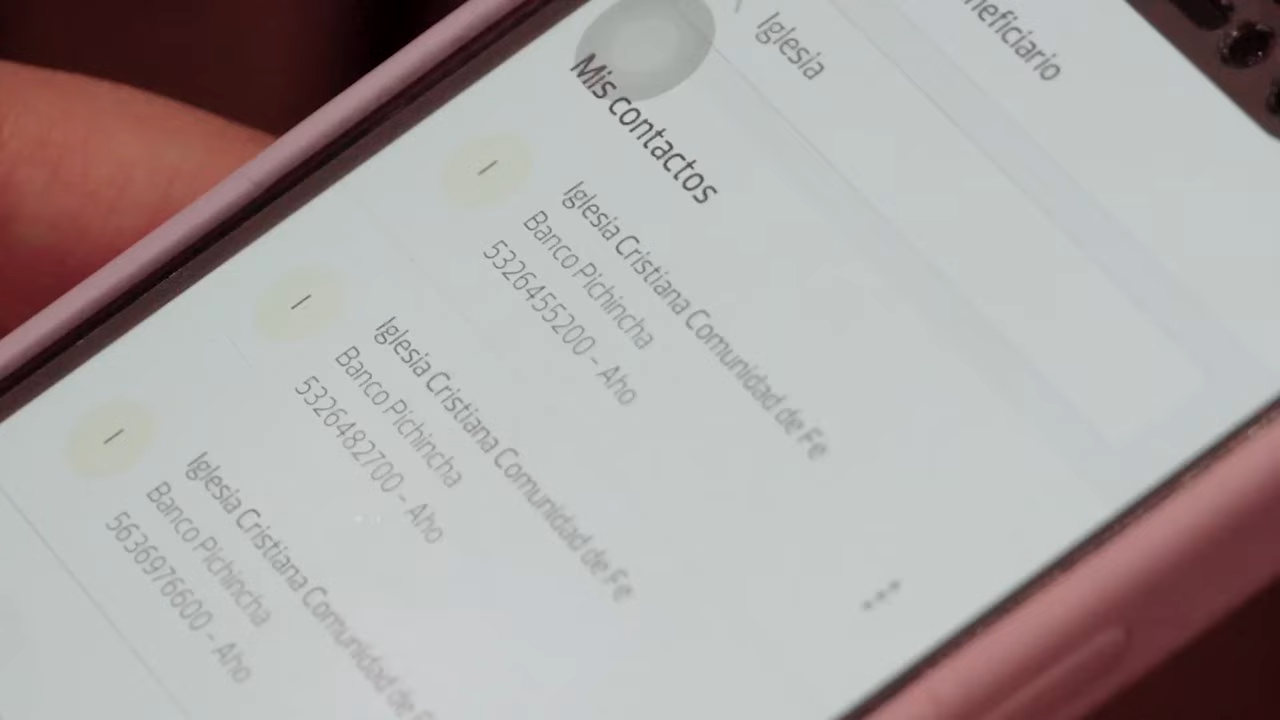 Iglesia
Mis contactos
I
Iglesia Cristiana Comunidad de Fe
Banco Pichincha
5326455200 - Aho
I
Iglesia Cristiana Comunidad de Fe
Banco Pichincha
5326482700 - Aho
I
Iglesia Cristiana Comunidad de
Banco Pichincha
5636976600 - Aho